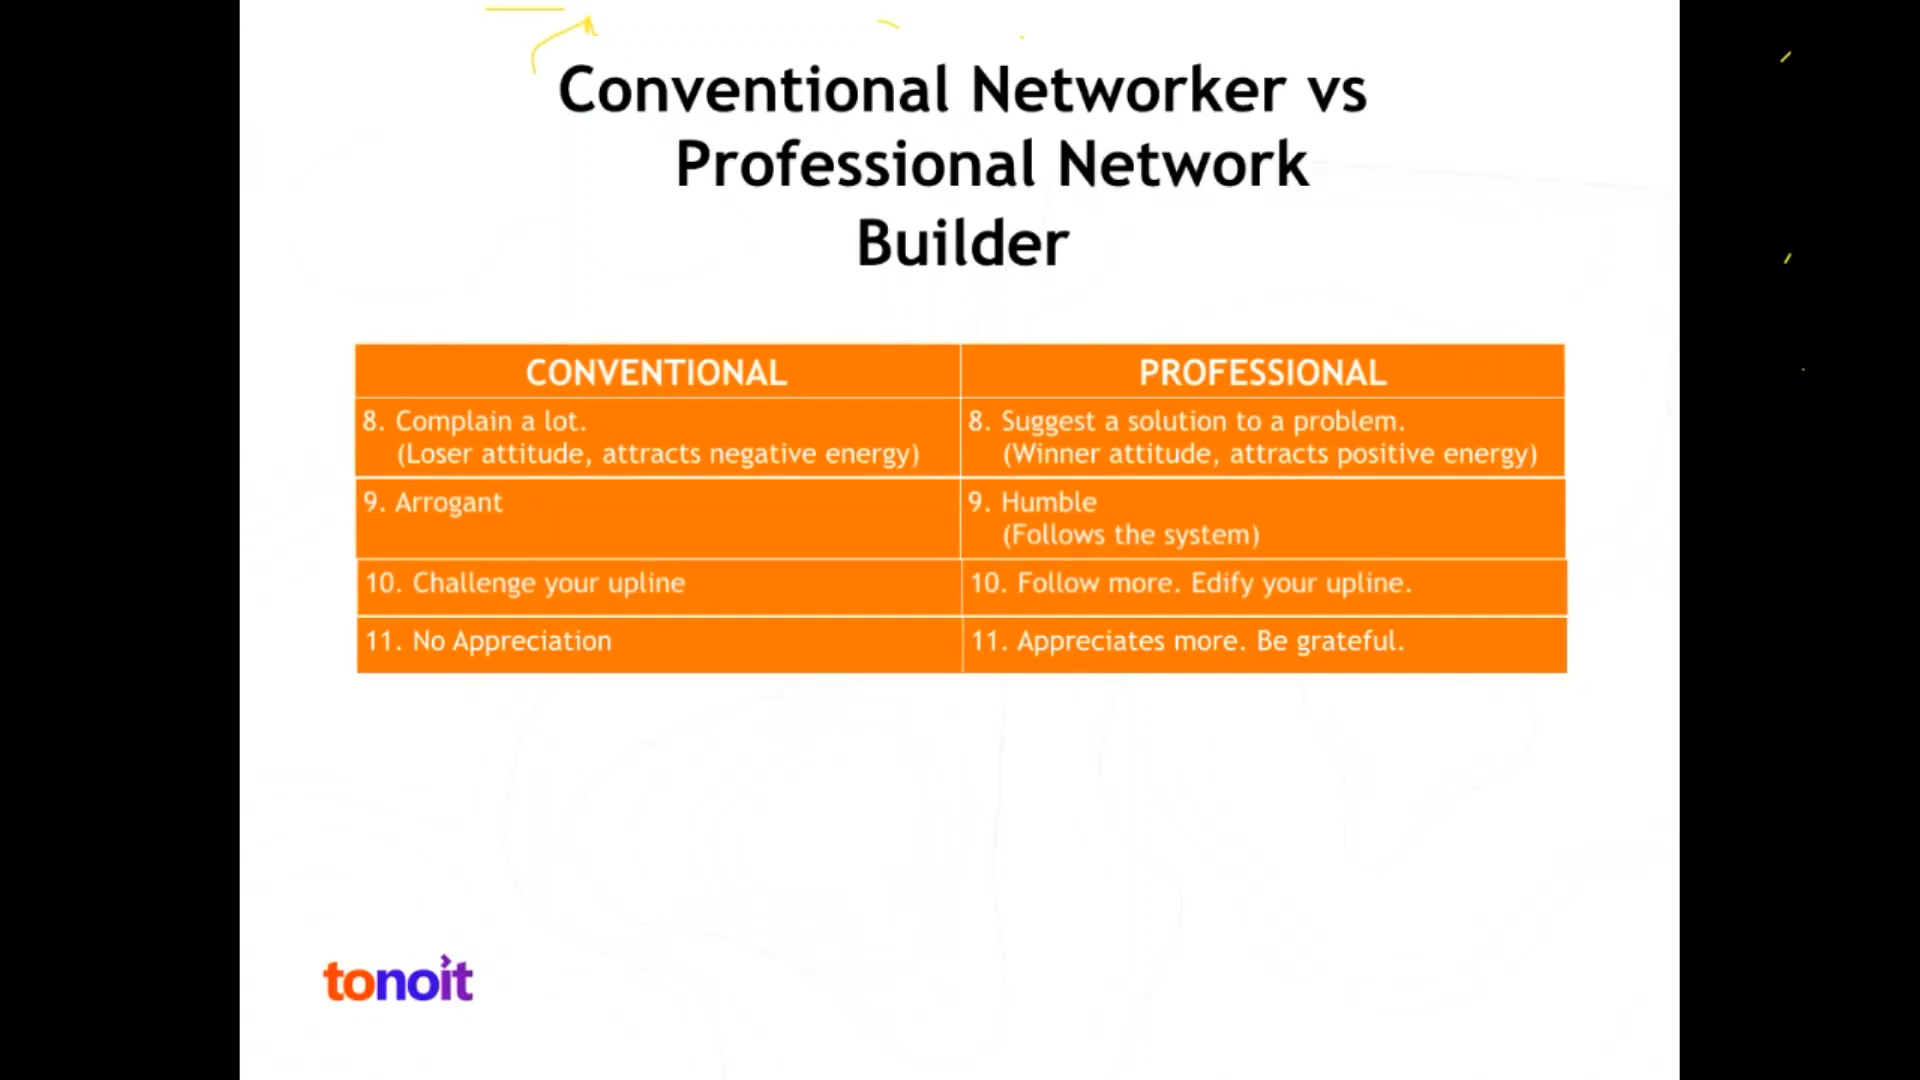 Conventional Networker vs
Professional Network
Builder
CONVENTIONAL
PROFESSIONAL
8. Complain a lot.
(Loser attitude, attracts negative energy)
8. Suggest a solution to a problem.
(Winner attitude, attracts positive energy)
9. Arrogant
9. Humble
(Follows the system)
10. Challenge your upline
10. Follow more. Edify your upline.
11. No Appreciation
11. Appreciates more. Be grateful.
tonoit